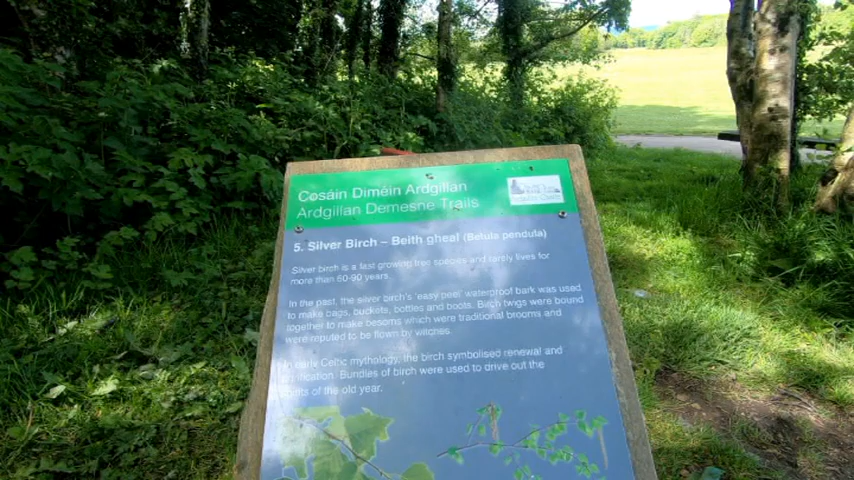 Cosáin Diméin Ardgillan
Ardgillan Demesne Trails
5. Silver Birch – Beith gheal (Betula pendula)
Silver birch is a fast growing tree species and rarely lives for
more than 60-90 years.
In the past, the silver birch's 'easy peel' waterproof bark was used
to make bags, buckets, bottles and boots. Birch twigs were bound
together to make besoms which were traditional brooms and
were reputed to be flown by witches.
In early Celtic mythology, the birch symbolised renewal and
Bundles of birch were used to drive out the
of the old year.